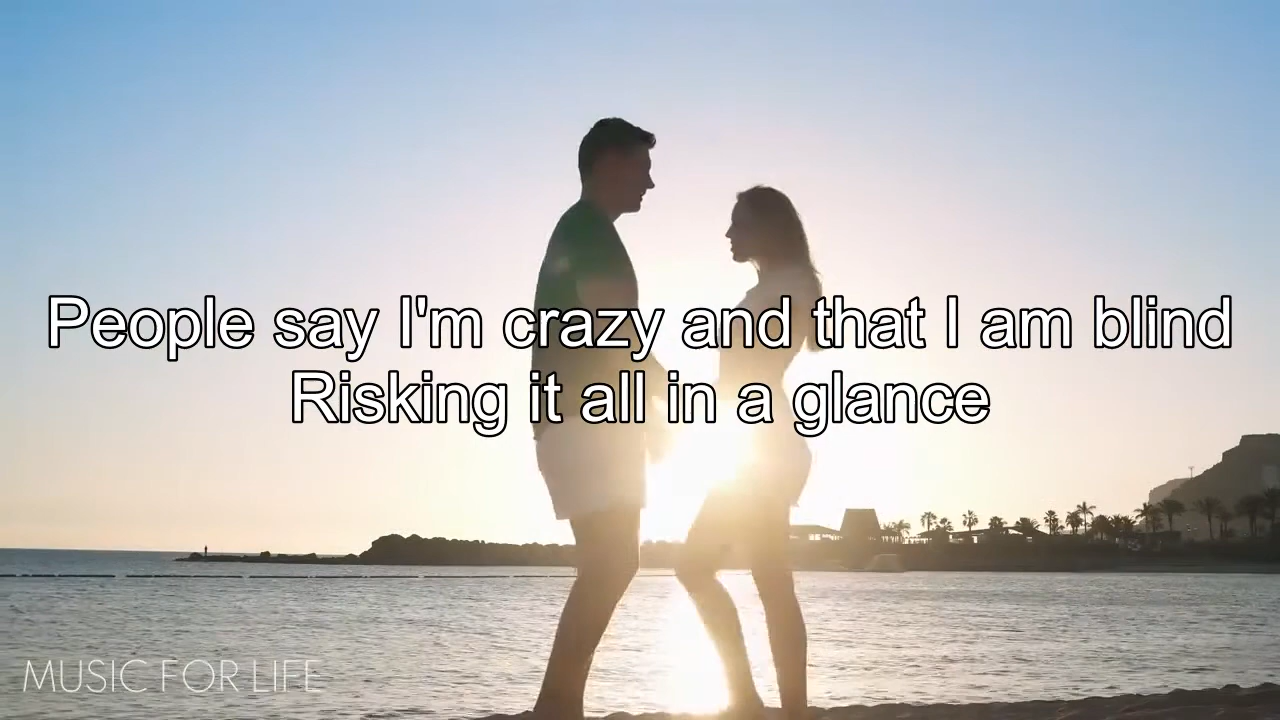 People say I'm crazy and that I am blind
Risking it all in a glance
MUSIC FOR LIFE